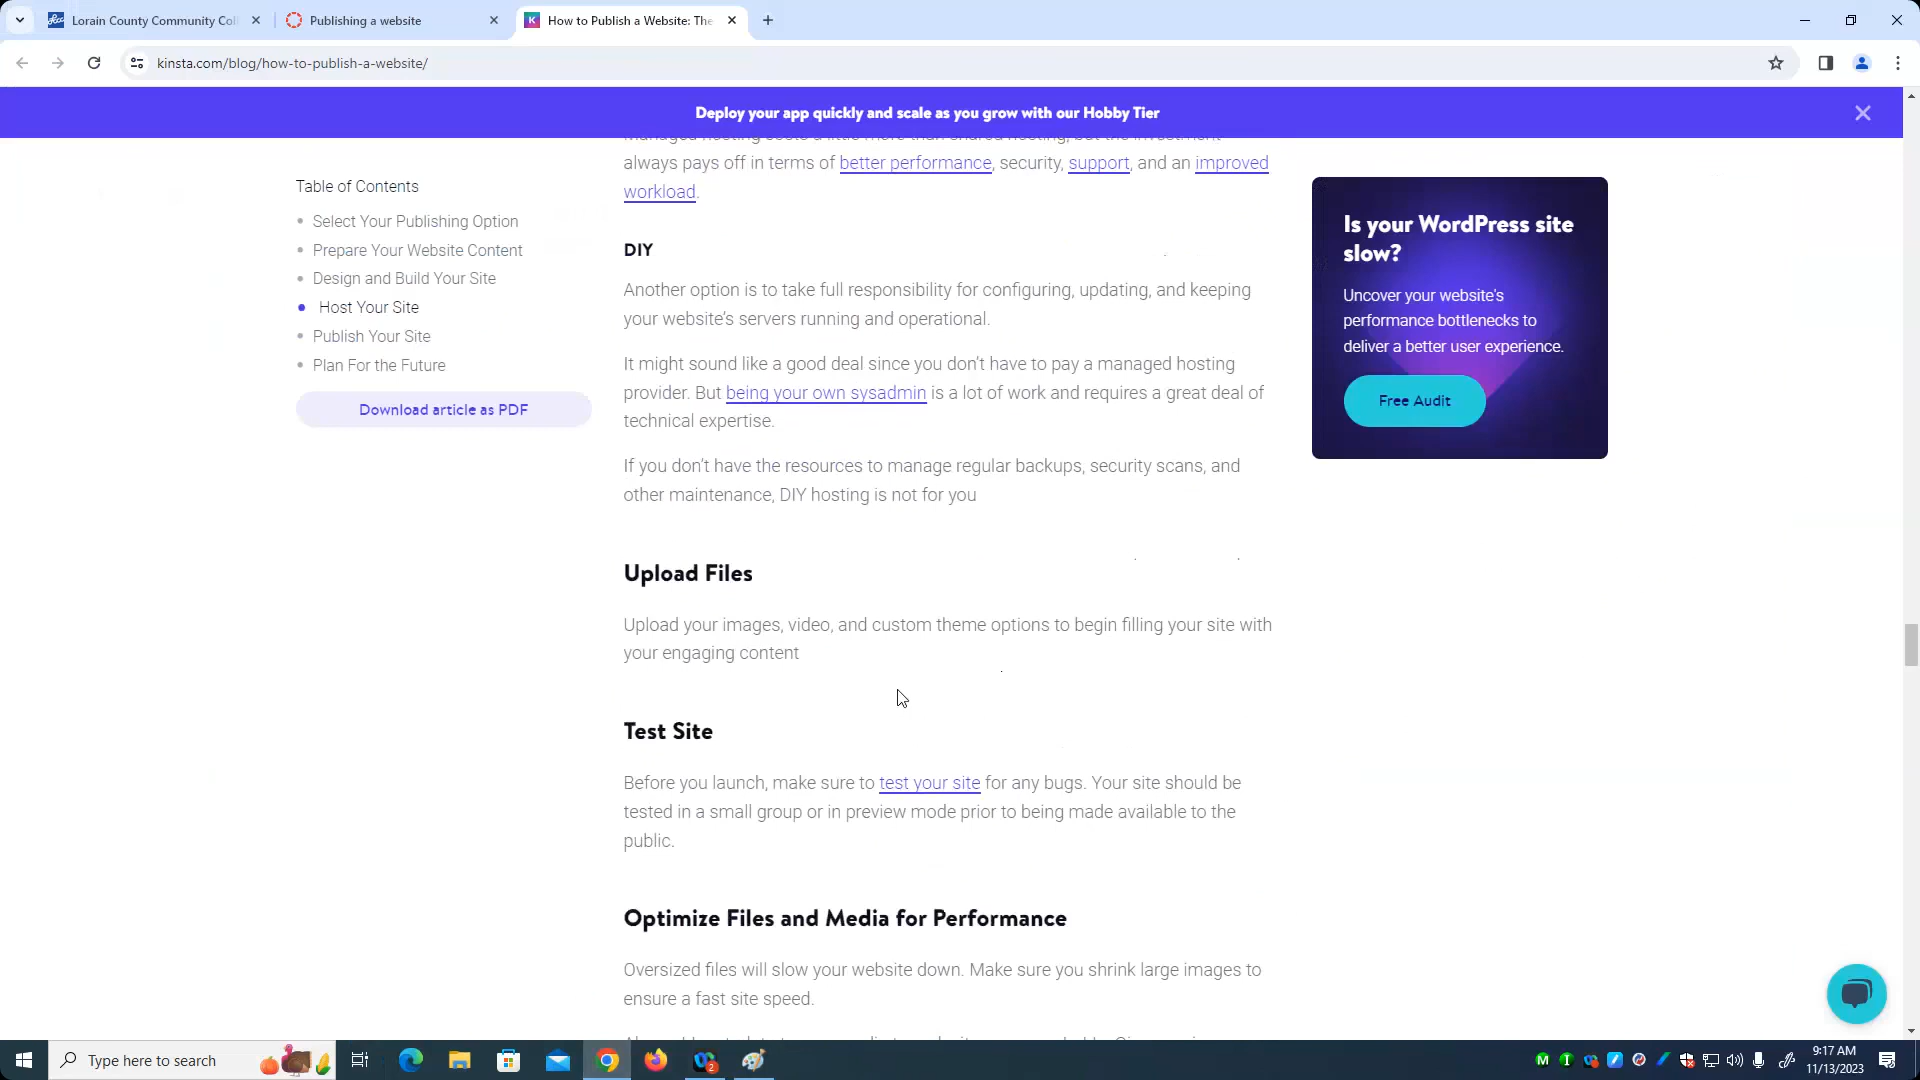 Lorain County Community Col
Publishing a website
How to Publish a Website: The
kinsta.com/blog/how-to-publish-a-website/
Deploy your app quickly and scale as you grow with our Hobby Tier
Table of Contents
Select Your Publishing Option
Prepare Your Website Content
Design and Build Your Site
Host Your Site
Publish Your Site
Plan For the Future
Download article as PDF
Managed hosting costs a little more than shared hosting, but the investment
always pays off in terms of better performance, security, support, and an improved
workload.
DIY
Another option is to take full responsibility for configuring, updating, and keeping
your website’s servers running and operational.
It might sound like a good deal since you don’t have to pay a managed hosting
provider. But being your own sysadmin is a lot of work and requires a great deal of
technical expertise.
If you don’t have the resources to manage regular backups, security scans, and
other maintenance, DIY hosting is not for you
Upload Files
Upload your images, video, and custom theme options to begin filling your site with
your engaging content
Test Site
Before you launch, make sure to test your site for any bugs. Your site should be
tested in a small group or in preview mode prior to being made available to the
public.
Optimize Files and Media for Performance
Oversized files will slow your website down. Make sure you shrink large images to
ensure a fast site speed.
Is your WordPress site
slow?
Uncover your website's
performance bottlenecks to
deliver a better user experience.
Free Audit
Type here to search
2
9:17 AM
11/13/2023